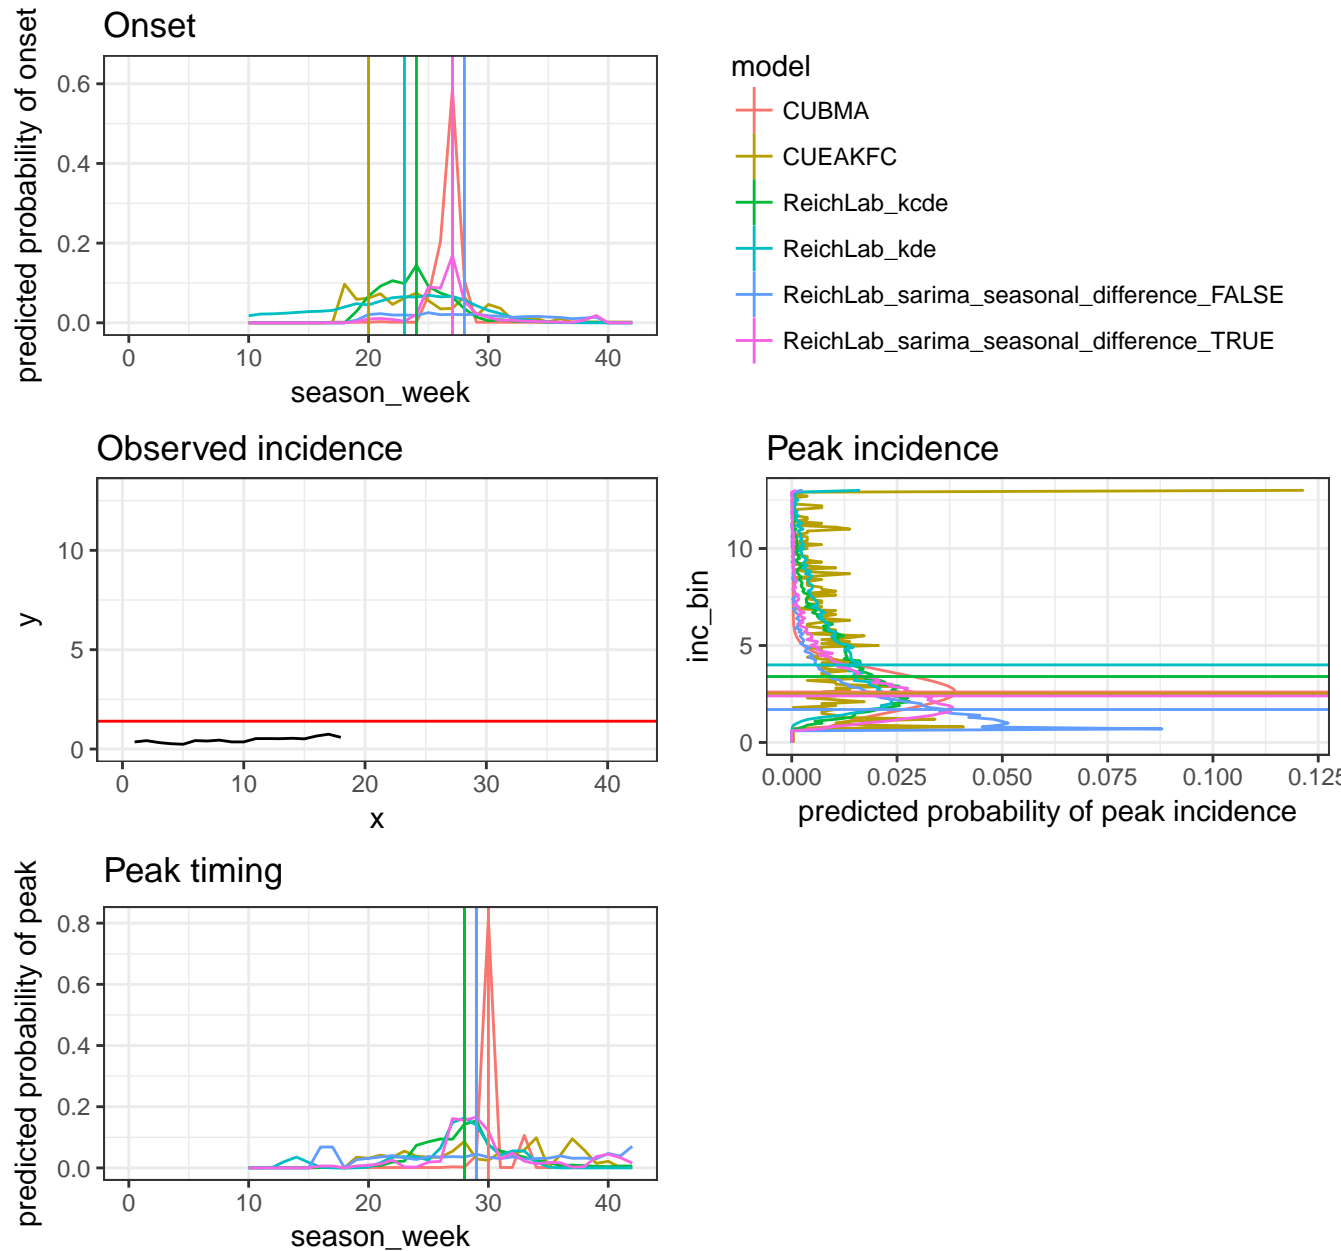 Onset
predicted probability of onset
0.6
0.4
0.2
0.0
0 10 20 30 40
season_week
model
CUBMA
CUEAKFC
ReichLab_kcde
ReichLab_kde
ReichLab_sarima_seasonal_difference_FALSE
ReichLab_sarima_seasonal_difference_TRUE
Observed incidence
y
10
5
0
0 10 20 30 40
x
Peak incidence
inc_bin
10
5
0
0.000 0.025 0.050 0.075 0.100 0.125
predicted probability of peak incidence
Peak timing
predicted probability of peak
0.8
0.6
0.4
0.2
0.0
0 10 20 30 40
season_week